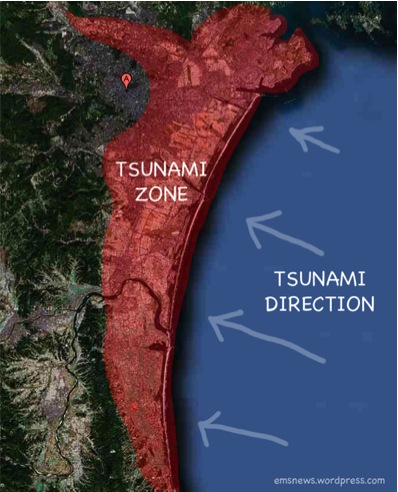 A
TSUNAMI
ZONE
TSUNAMI
DIRECTION
emsnews.wordpress.com